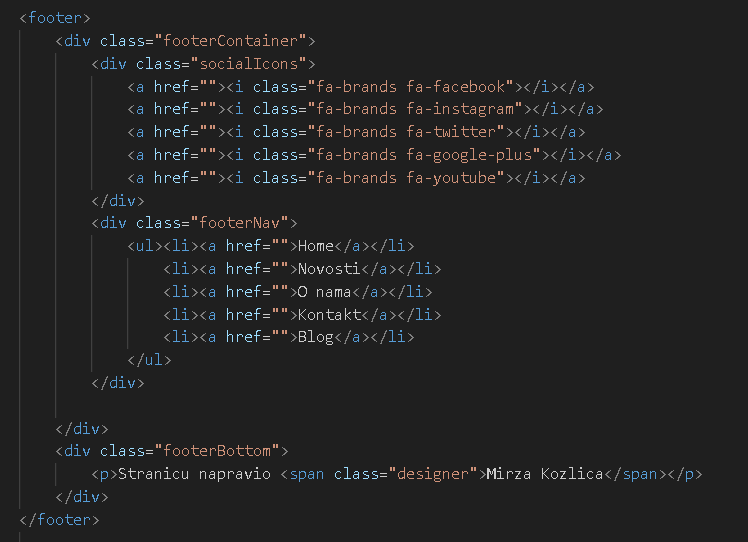 <footer>
    <div class="footerContainer">
        <div class="socialIcons">
            <a href=""><i class="fa-brands fa-facebook"></i></a>
            <a href=""><i class="fa-brands fa-instagram"></i></a>
            <a href=""><i class="fa-brands fa-twitter"></i></a>
            <a href=""><i class="fa-brands fa-google-plus"></i></a>
            <a href=""><i class="fa-brands fa-youtube"></i></a>
        </div>
        <div class="footerNav">
            <ul><li><a href="">Home</a></li>
                <li><a href="">Novosti</a></li>
                <li><a href="">O nama</a></li>
                <li><a href="">Kontakt</a></li>
                <li><a href="">Blog</a></li>
            </ul>
        </div>

    </div>
    <div class="footerBottom">
        <p>Stranicu napravio <span class="designer">Mirza Kozlica</span></p>
    </div>
</footer>